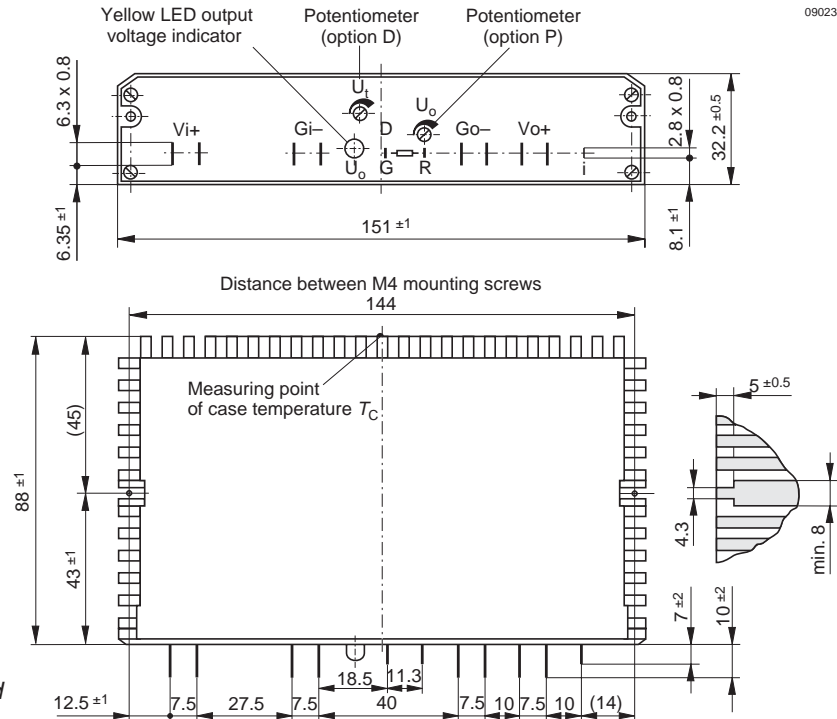 09023
Yellow LED output
voltage indicator
Potentiometer
(option D)
Potentiometer
(option P)
6.3 x 0.8
Vi+
Gi–
Ut
D
Uo
Go–
Vo+
2.8 x 0.8
32.2 ±0.5
Uo
G
R
i
6.35 ±1
8.1 ±1
151 ±1
Distance between M4 mounting screws
144
Measuring point
of case temperature TC
(45)
88 ±1
43 ±1
5 ±0.5
4.3
min. 8
7 ±2
10 ±2
18.5
11.3
12.5 ±1
7.5
27.5
7.5
40
7.5
10
7.5
10
(14)